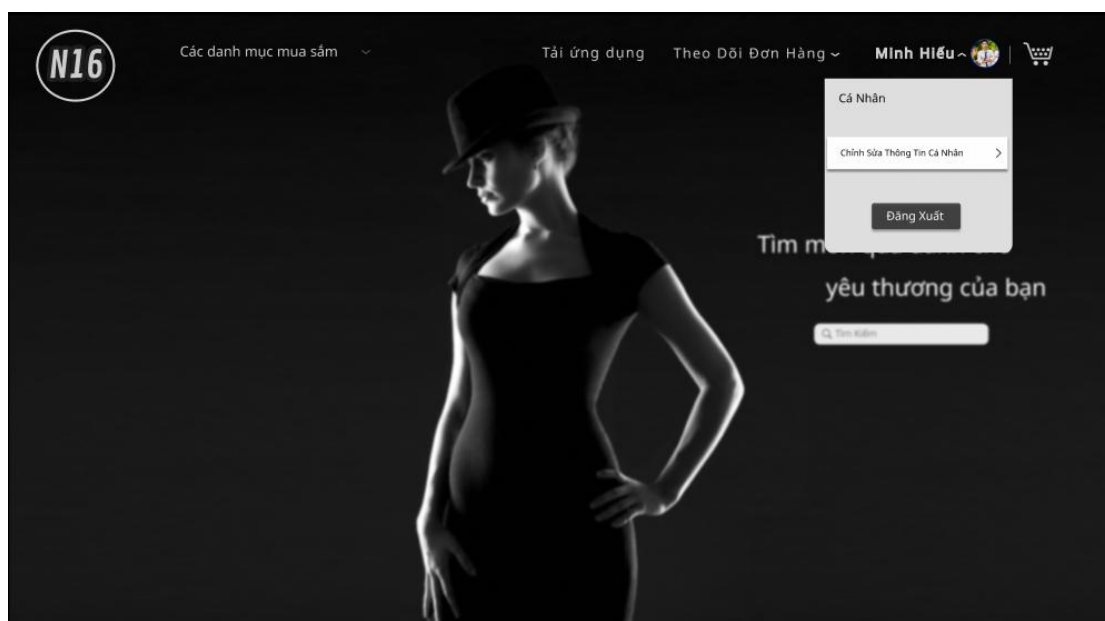 N16
Các danh mục mua sắm
Tải ứng dụng
Theo Dõi Đơn Hàng
Minh Hiếu
Cá Nhân
Chỉnh Sửa Thông Tin Cá Nhân
Đăng Xuất
Tìm
yêu thương của bạn
Tìm Kiếm